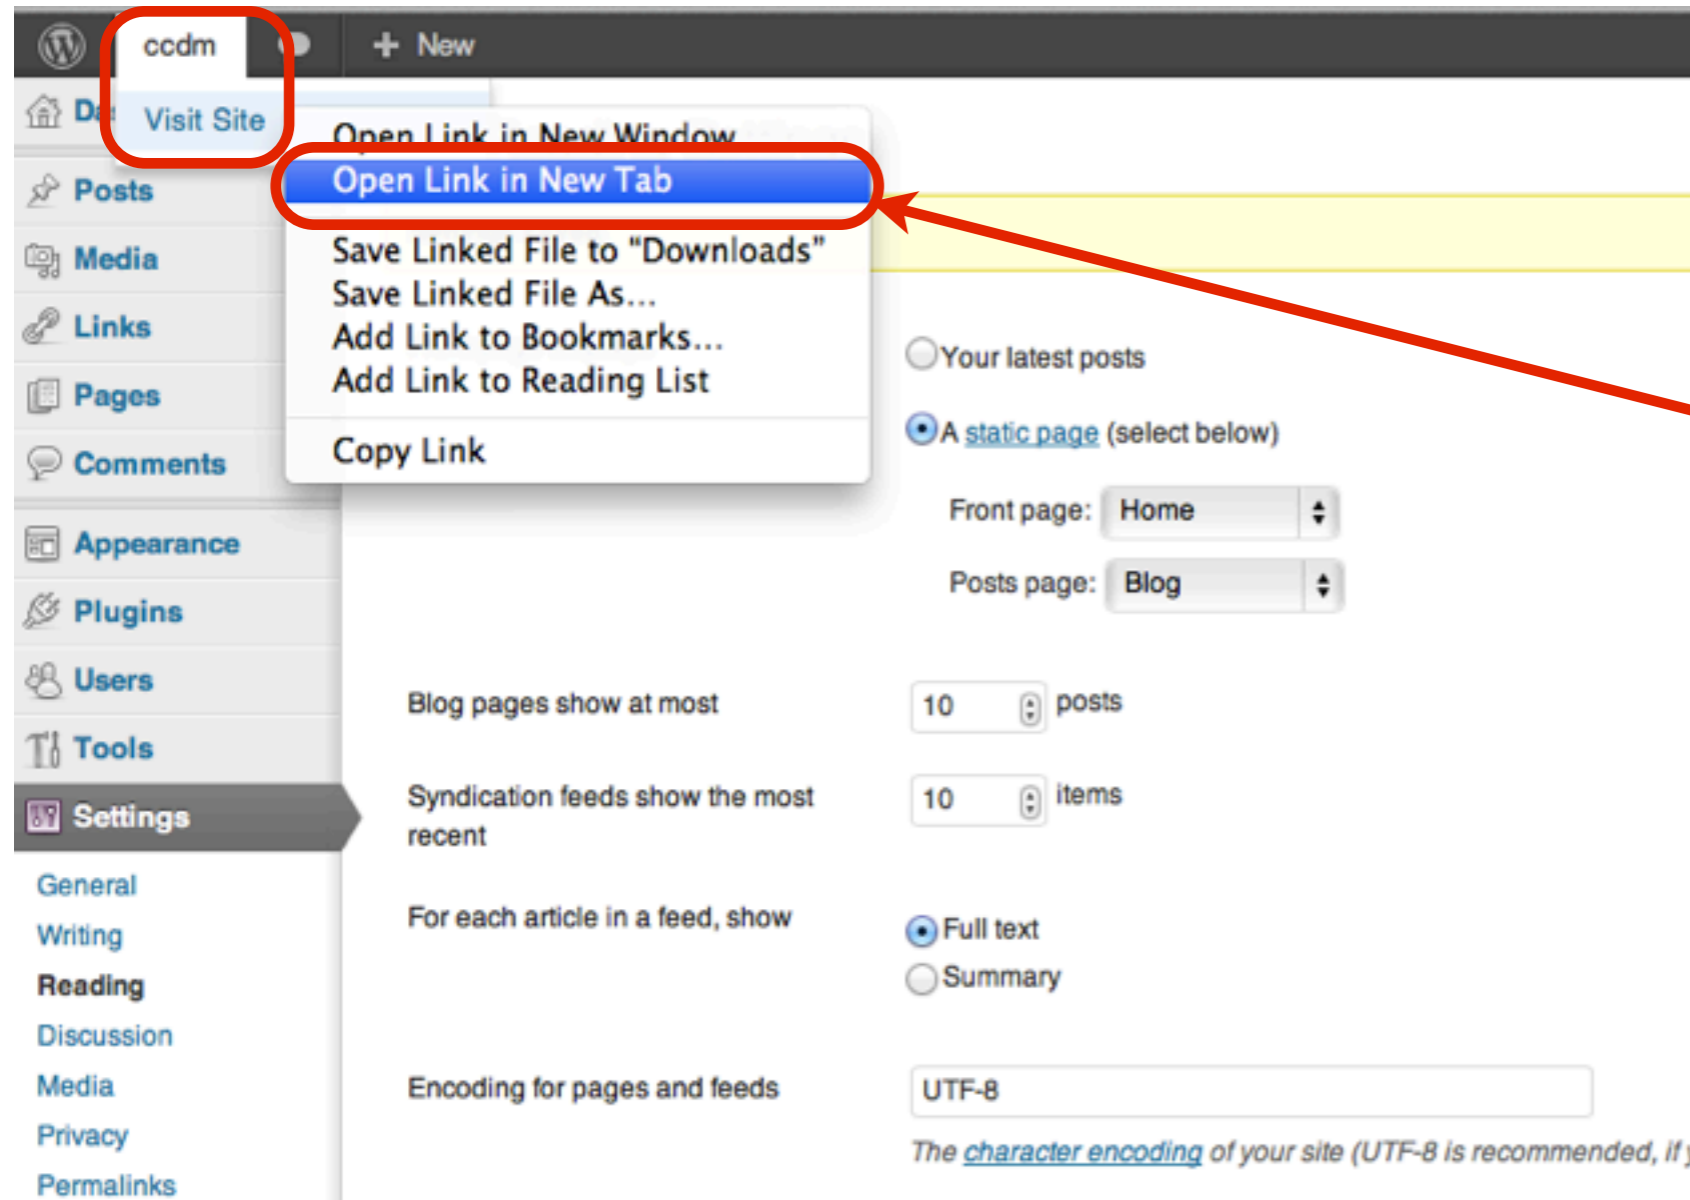 ccdm
+ New
Visit Site
Open Link in New Window
Open Link in New Tab
Save Linked File to “Downloads”
Save Linked File As...
Add Link to Bookmarks...
Add Link to Reading List
Copy Link
Posts
Media
Links
Pages
Comments
Appearance
Plugins
Users
Tools
Settings
General
Writing
Reading
Discussion
Media
Privacy
Permalinks
Your latest posts
A static page (select below)
Front page: Home
Posts page: Blog
Blog pages show at most 10 posts
Syndication feeds show the most
recent
10 items
For each article in a feed, show
Full text
Summary
Encoding for pages and feeds UTF-8
The character encoding of your site (UTF-8 is recommended, if